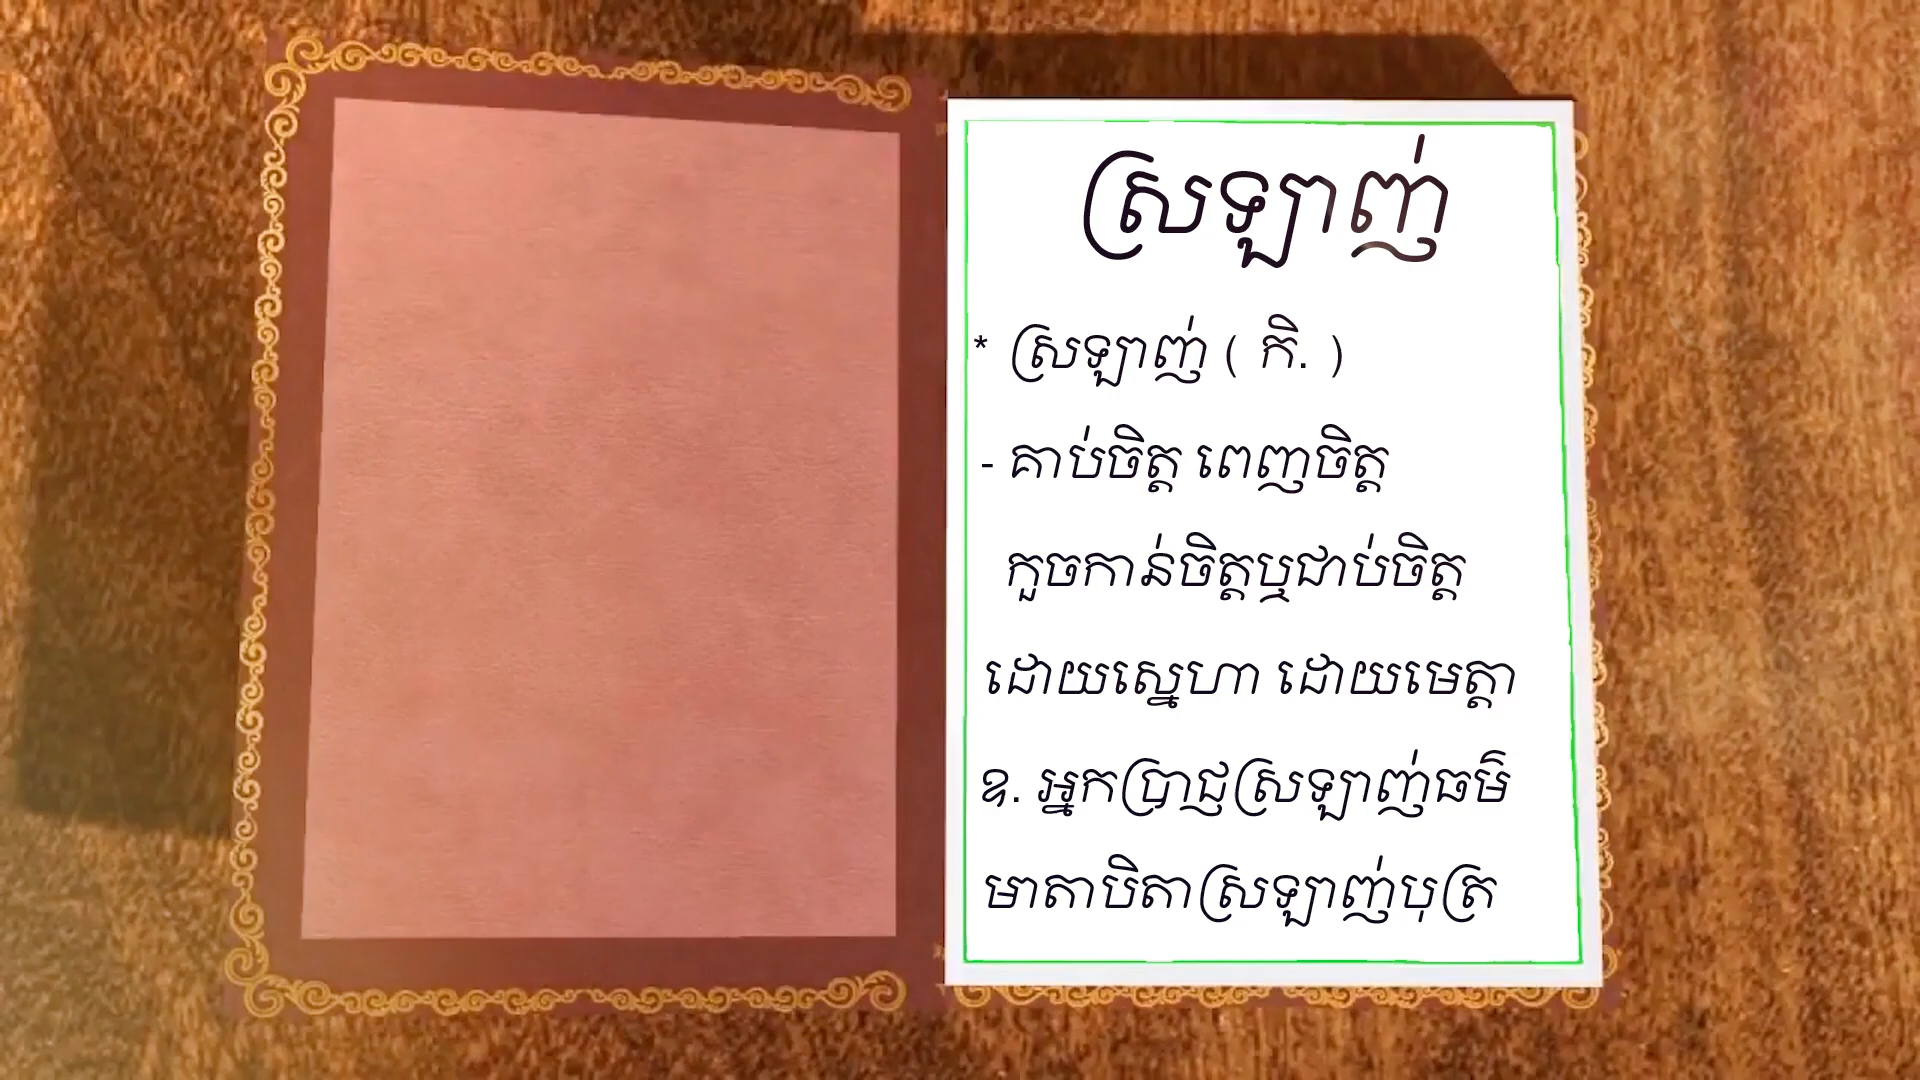 ស្រឡាញ់
* ស្រឡាញ់ ( កិ. )
- គាប់ចិត្ត ពេញចិត្ត
កួចកាន់ចិត្តឬជាប់ចិត្ត
ដោយស្នេហា ដោយមេត្តា
ឧ. អ្នកប្រាជ្ញស្រឡាញ់ធម៌
មាតាបិតាស្រឡាញ់បុត្រ